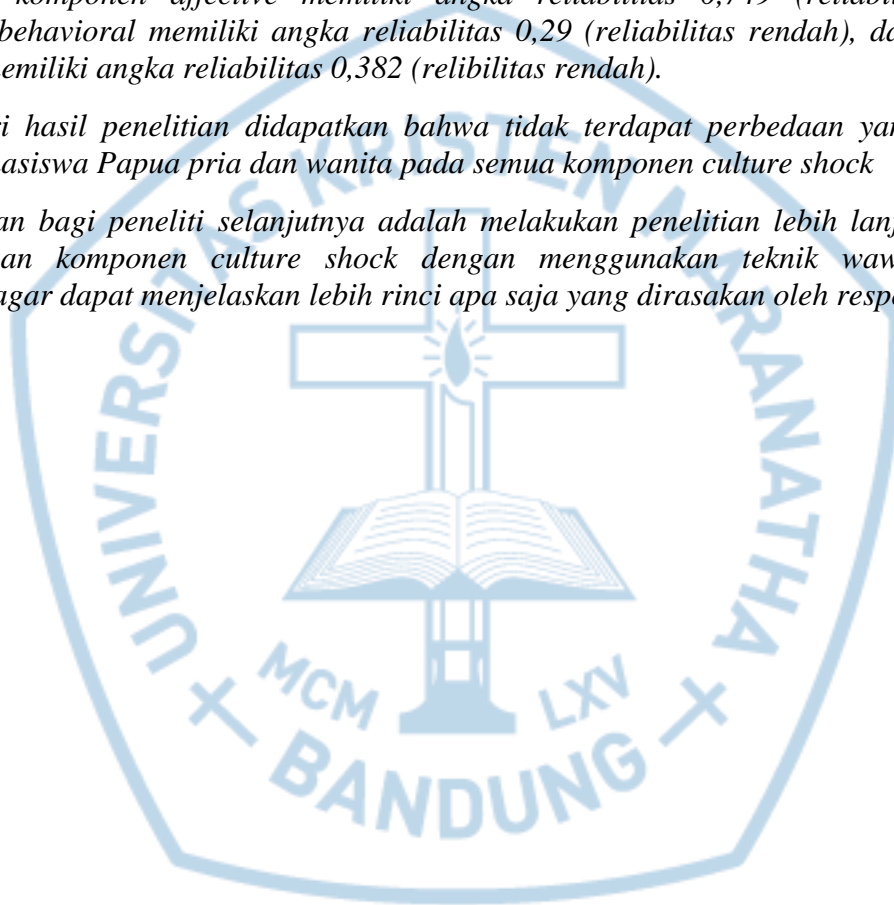 komponen affective memiliki angka reliabilitas 0,749
behavioral memiliki angka reliabilitas 0,29 (reliabilitas rendah),
memiliki angka reliabilitas 0,382 (relibilitas rendah).
hasil penelitian didapatkan bahwa tidak terdapat perbedaan
Papua pria dan wanita pada semua komponen culture shock
bagi peneliti selanjutnya adalah melakukan penelitian lebih
komponen culture shock dengan menggunakan teknik
agar dapat menjelaskan lebih rinci apa saja yang dirasakan oleh
UNIVERSITAS KRISTEN MARANATHA
MCM LXV
BANDUNG